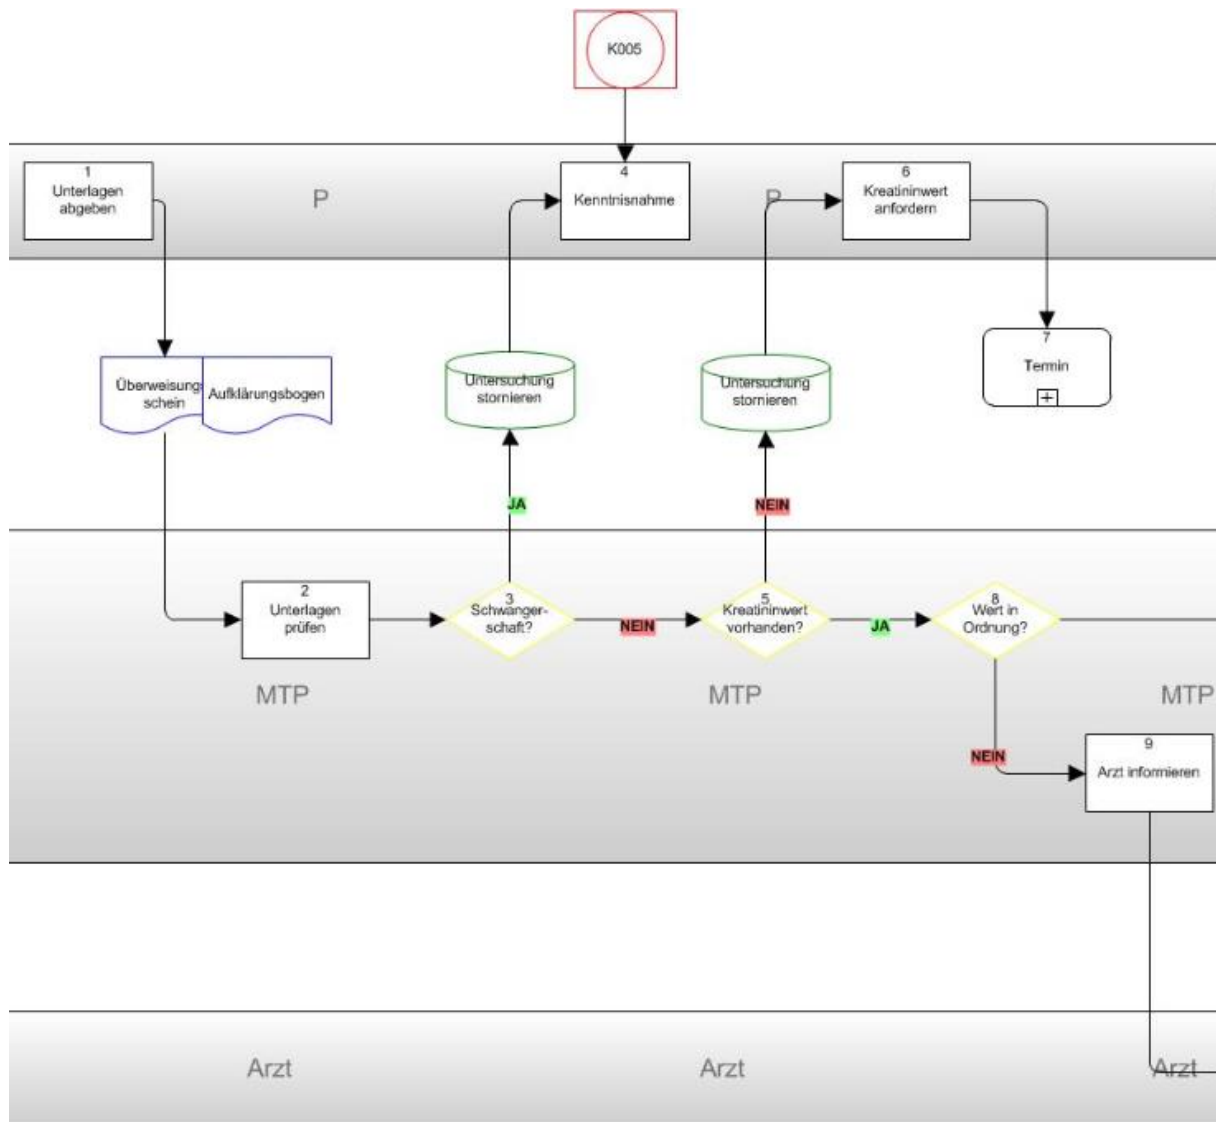 K005
1
Unterlagen
abgeben
P
4
Kenntnisnahme
P
6
Kreatininwert
anfordern
Überweisungs
schein
Aufklärungsbogen
Untersuchung
stornieren
Untersuchung
stornieren
7
Termin
+
JA
NEIN
2
Unterlagen
prüfen
3
Schwanger-
schaft?
NEIN
5
Kreatininwert
vorhanden?
JA
8
Wert in
Ordnung?
MTP
MTP
MTP
NEIN
9
Arzt informieren
Arzt
Arzt
Arzt